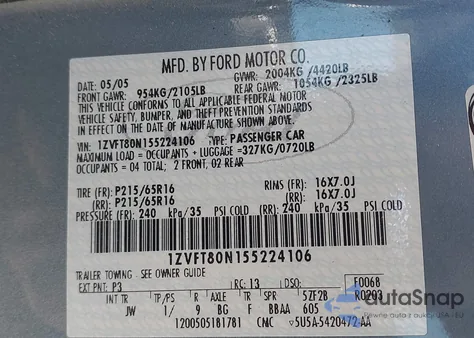 MFD. BY FORD MOTOR CO.
DATE: 05/05 GVWR: 2004KG /4420LB
FRONT GAWR: 954KG/2105LB REAR GAWR: 1054KG /2325LB
THIS VEHICLE CONFORMS TO ALL APPLICABLE FEDERAL MOTOR
VEHICLE SAFETY, BUMPER, AND THEFT PREVENTION STANDARDS
IN EFFECT ON THE DATE OF MANUFACTURE SHOWN ABOVE.
VIN: 1ZVFT80N155224106 TYPE: PASSENGER CAR
MAXIMUM LOAD = OCCUPANTS + LUGGAGE =327KG /0720LB
OCCUPANTS = 04 TOTAL; 2 FRONT, 02 REAR
TIRE (FR): P215/65R16 RIMS (FR): 16X7.0J
(RR): P215/65R16 (RR): 16X7.0J
PRESSURE (FR): 240 kPa/35 PSI COLD (RR): 240 kPa/35 PSI COLD
1ZVFT80N155224106
TRAILER TOWING - SEE OWNER GUIDE
EXT PNT: P3 RC: 13 DSO: F0068
INT TR TP/PS R AXLE TR SPR 5ZF2B R0203
JW 1/ 9 BG F BBAA 605
1200505181781 CNC 5U5A-5420472-AA
autoSnap